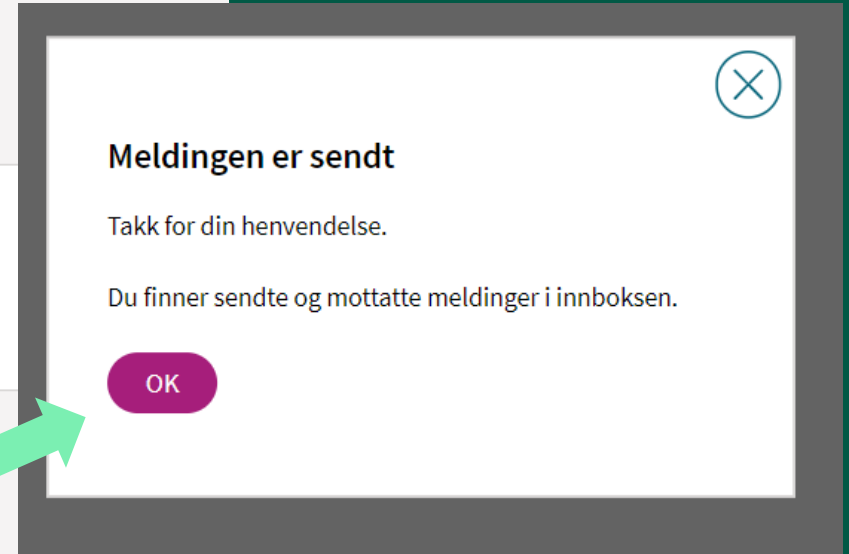 Meldingen er sendt
Takk for din henvendelse.
Du finner sendte og mottatte meldinger i innboksen.
OK